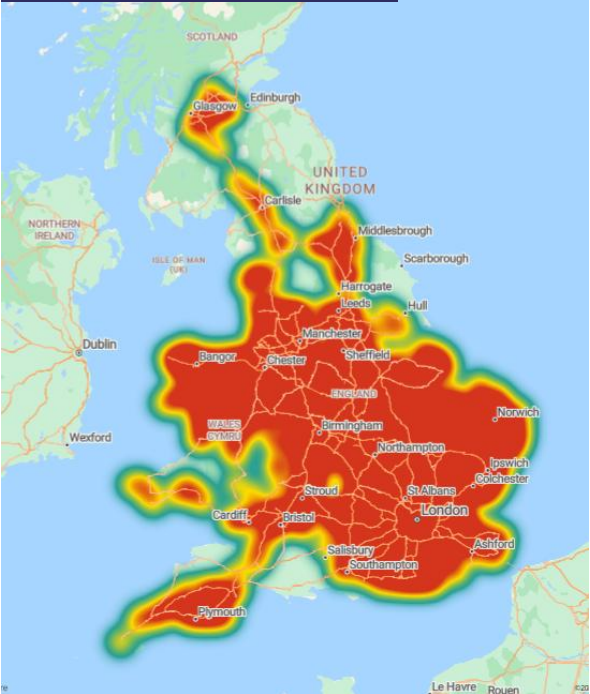 SCOTLAND
Glasgow
Edinburgh
UNITED
KINGDOM
Carlisle
NORTHERN
IRELAND
Middlesbrough
ISLE OF MAN
(UK)
Scarborough
Harrogate
Leeds
Hull
Manchester
Dublin
Bangor
Chester
Sheffield
ENGLAND
Norwich
WALES
CYMRU
Birmingham
Wexford
Northampton
Ipswich
Colchester
Stroud
St Albans
London
Cardiff
Bristol
Ashford
Salisbury
Southampton
Plymouth
Le Havre
Rouen